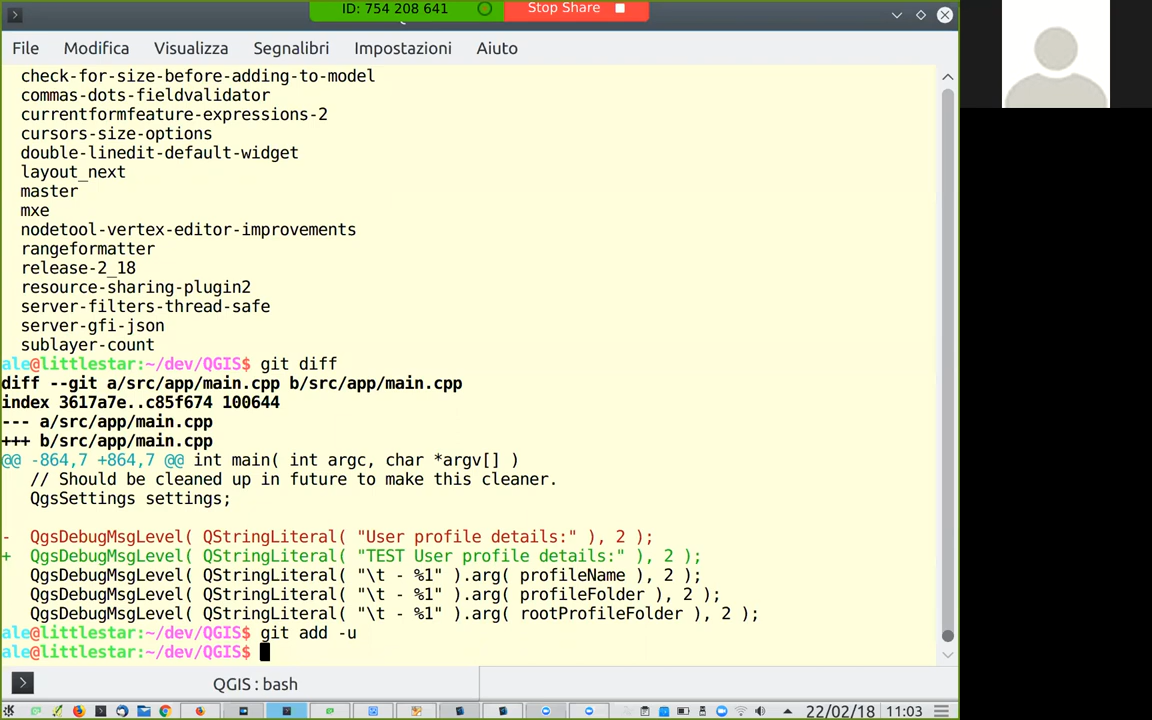 ID: 754 208 641
Stop Share
File Modifica Visualizza Segnalibri Impostazioni Aiuto
check-for-size-before-adding-to-model
commas-dots-fieldvalidator
currentformfeature-expressions-2
cursors-size-options
double-linedit-default-widget
layout_next
master
mxe
nodetool-vertex-editor-improvements
rangeformatter
release-2_18
resource-sharing-plugin2
server-filters-thread-safe
server-gfi-json
sublayer-count
ale@littlestar:~/dev/QGIS$ git diff
diff --git a/src/app/main.cpp b/src/app/main.cpp
index 3617a7e..c85f674 100644
--- a/src/app/main.cpp
+++ b/src/app/main.cpp
@@ -864,7 +864,7 @@ int main( int argc, char *argv[] )
// Should be cleaned up in future to make this cleaner.
QgsSettings settings;
- QgsDebugMsgLevel( QStringLiteral( "User profile details:" ), 2 );
+ QgsDebugMsgLevel( QStringLiteral( "TEST User profile details:" ), 2 );
QgsDebugMsgLevel( QStringLiteral( "\t - %1" ).arg( profileName ), 2 );
QgsDebugMsgLevel( QStringLiteral( "\t - %1" ).arg( profileFolder ), 2 );
QgsDebugMsgLevel( QStringLiteral( "\t - %1" ).arg( rootProfileFolder ), 2 );
ale@littlestar:~/dev/QGIS$ git add -u
ale@littlestar:~/dev/QGIS$
QGIS : bash
22/02/18 11:03